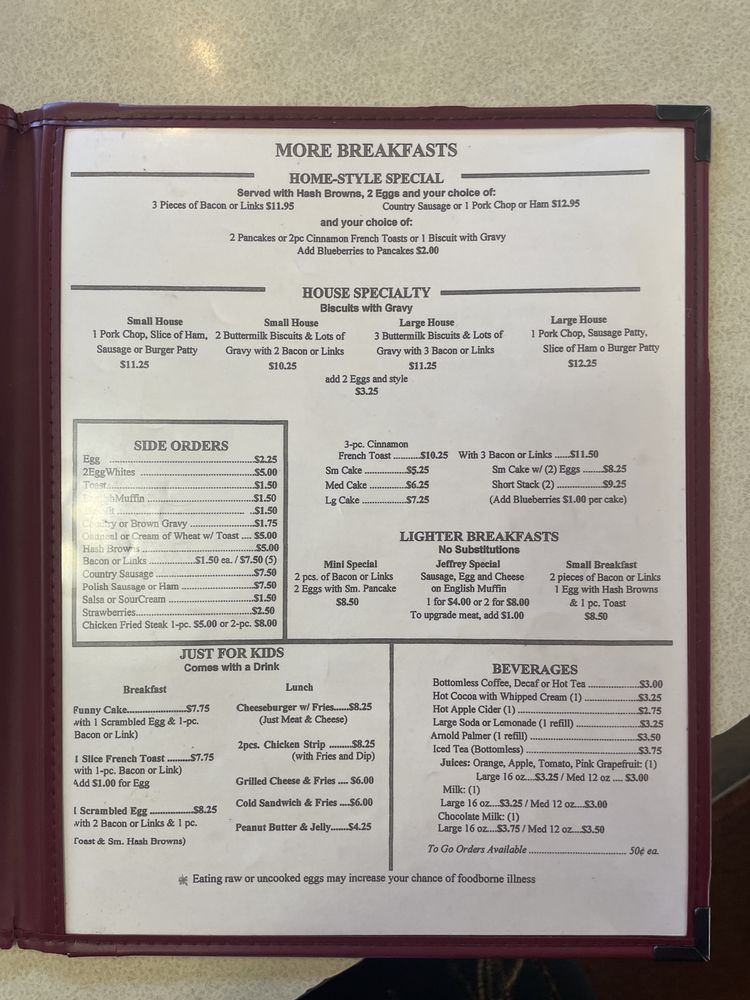 MORE BREAKFASTS
HOME-STYLE SPECIAL
Served with Hash Browns, 2 Eggs and your choice of:
3 Pieces of Bacon or Links $11.95 Country Sausage or 1 Pork Chop or Ham $12.95
and your choice of:
2 Pancakes or 2pc Cinnamon French Toasts or 1 Biscuit with Gravy
Add Blueberries to Pancakes $2.00
HOUSE SPECIALTY
Biscuits with Gravy
Small House
1 Pork Chop, Slice of Ham,
Sausage or Burger Patty
$11.25
Small House
2 Buttermilk Biscuits & Lots of
Gravy with 2 Bacon or Links
$10.25
Large House
3 Buttermilk Biscuits & Lots of
Gravy with 3 Bacon or Links
$11.25
Large House
1 Pork Chop, Sausage Patty,
Slice of Ham o Burger Patty
$12.25
add 2 Eggs and style
$3.25
SIDE ORDERS
Egg ..................$2.25
2EggWhites ..................$5.00
Toast..................$1.50
EnglishMuffin ..................$1.50
..$1.50
Country or Brown Gravy ..................$1.75
Oatmeal or Cream of Wheat w/ Toast .... $5.00
Hash Browns ..................$5.00
Bacon or Links ............$1.50 ea. / $7.50 (5)
Country Sausage ..................$7.50
Polish Sausage or Ham ..................$7.50
Salsa or SourCream ..................$1.50
Strawberries..................$2.50
Chicken Fried Steak 1-pc. $5.00 or 2-pc. $8.00
3-pc. Cinnamon
French Toast ..........$10.25 With 3 Bacon or Links ......$11.50
Sm Cake ...............$5.25 Sm Cake w/ (2) Eggs ........$8.25
Med Cake ..............$6.25 Short Stack (2) ...................$9.25
Lg Cake ................$7.25 (Add Blueberries $1.00 per cake)
LIGHTER BREAKFASTS
No Substitutions
Mini Special
2 pcs. of Bacon or Links
2 Eggs with Sm. Pancake
$8.50
Jeffrey Special
Sausage, Egg and Cheese
on English Muffin
1 for $4.00 or 2 for $8.00
To upgrade meat, add $1.00
Small Breakfast
2 pieces of Bacon or Links
1 Egg with Hash Browns
& 1 pc. Toast
$8.50
JUST FOR KIDS
Comes with a Drink
Breakfast
Funny Cake.....................$7.75
with 1 Scrambled Egg & 1-pc.
Bacon or Link)
1 Slice French Toast ........$7.75
with 1-pc. Bacon or Link)
Add $1.00 for Egg
1 Scrambled Egg ................$8.25
with 2 Bacon or Links & 1 pc.
Toast & Sm. Hash Browns)
Lunch
Cheeseburger w/ Fries......$8.25
(Just Meat & Cheese)
2pcs. Chicken Strip .........$8.25
(with Fries and Dip)
Grilled Cheese & Fries .... $6.00
Cold Sandwich & Fries ....$6.00
Peanut Butter & Jelly.......$4.25
BEVERAGES
Bottomless Coffee, Decaf or Hot Tea ..................$3.00
Hot Cocoa with Whipped Cream (1) ..................$3.25
Hot Apple Cider (1) ..................$2.75
Large Soda or Lemonade (1 refill) ..................$3.25
Arnold Palmer (1 refill) ..................$3.50
Iced Tea (Bottomless) ..................$3.75
Juices: Orange, Apple, Tomato, Pink Grapefruit: (1)
Large 16 oz....$3.25 / Med 12 oz .... $3.00
Milk: (1)
Large 16 oz....$3.25 / Med 12 oz...$3.00
Chocolate Milk: (1)
Large 16 oz....$3.75 / Med 12 oz....$3.50
To Go Orders Available .................................. 50¢ ea.
⁕ Eating raw or uncooked eggs may increase your chance of foodborne illness